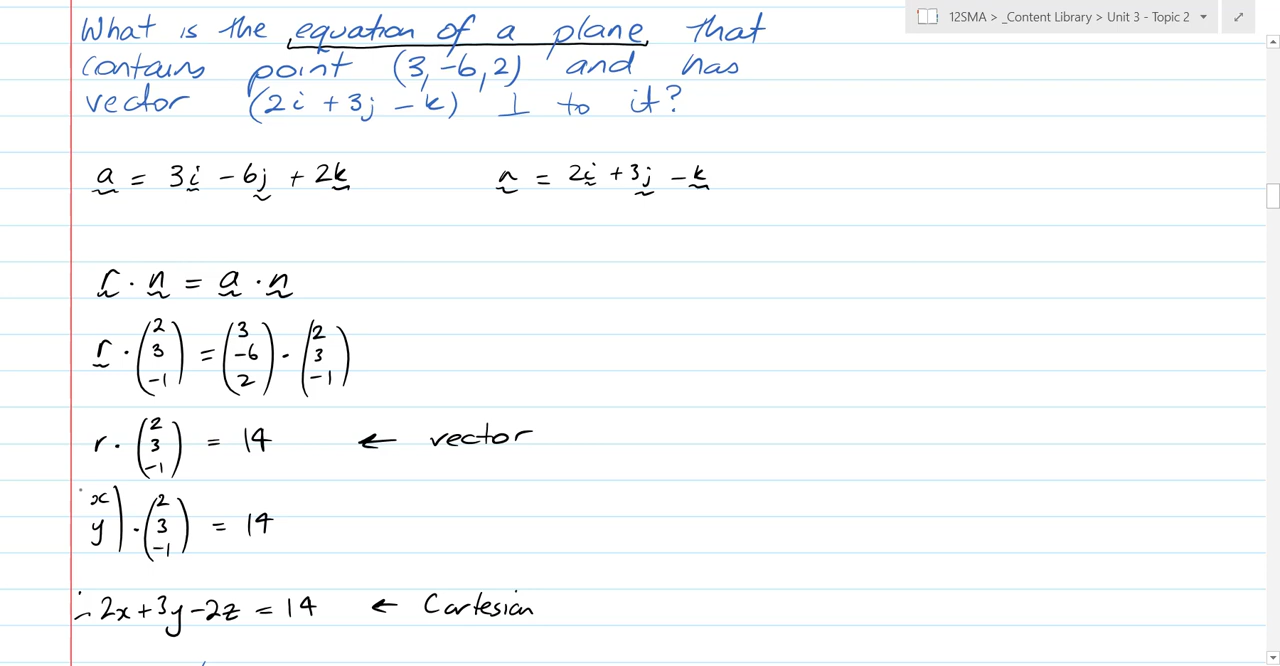 12SMA > _Content Library > Unit 3 - Topic 2
What is the equation of a plane that
contains point (3, -6, 2) and has
vector (2i + 3j - k) ⊥ to it?
a = 3i - 6j + 2k n = 2i + 3j - k
r · n = a · n
r · (2 3 -1) = (3 -6 2) · (2 3 -1)
r · (2 3 -1) = 14 ← vector
x y) · (2 3 -1) = 14
∴ 2x + 3y - 2z = 14 ← Cartesian